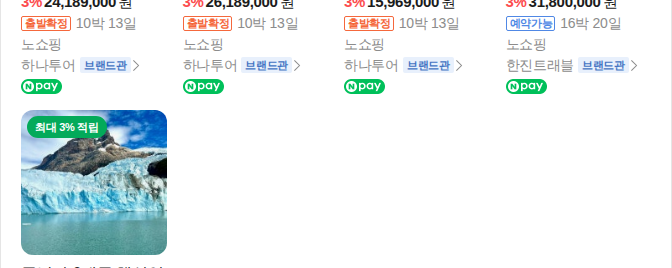 3% 24,189,000 원
출발확정 10박 13일
노쇼핑
하나투어 브랜드관
N pay
3% 26,189,000 원
출발확정 10박 13일
노쇼핑
하나투어 브랜드관
N pay
3% 15,969,000 원
출발확정 10박 13일
노쇼핑
하나투어 브랜드관
N pay
3% 31,800,000 원
예약가능 16박 20일
노쇼핑
한진트래블 브랜드관
N pay
최대 3% 적립